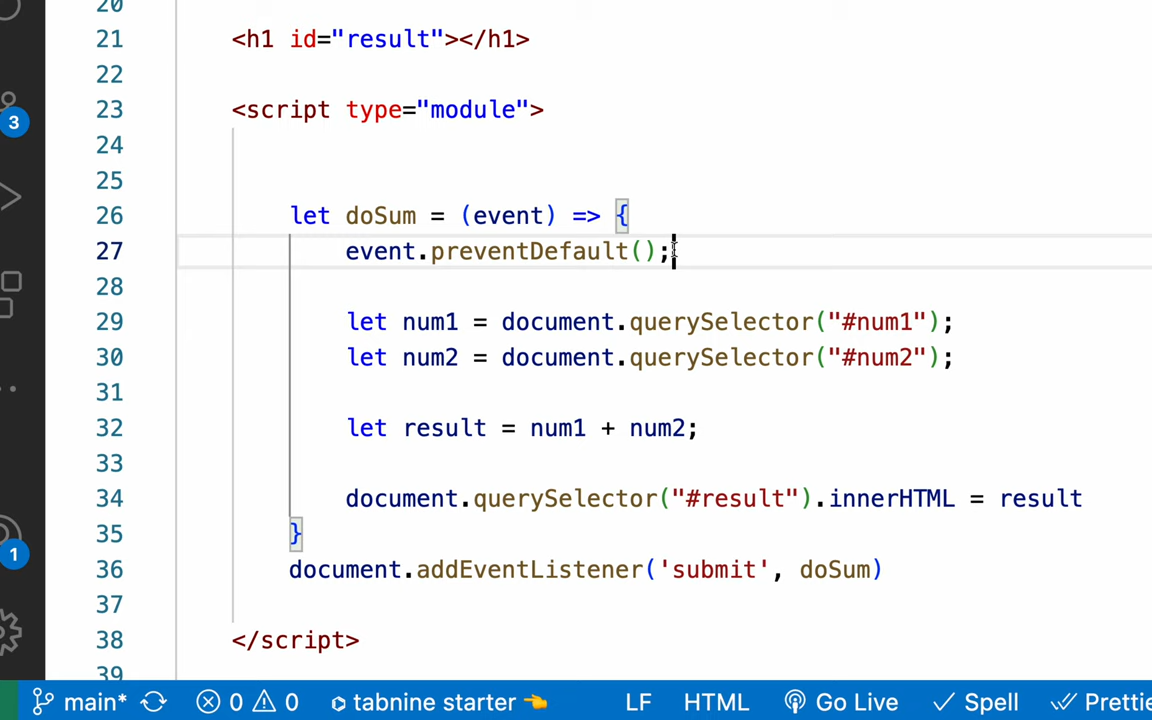 20
21 <h1 id="result"></h1>
22
23 <script type="module">
24
25
26 let doSum = (event) => {
27 event.preventDefault();
28
29 let num1 = document.querySelector("#num1");
30 let num2 = document.querySelector("#num2");
31
32 let result = num1 + num2;
33
34 document.querySelector("#result").innerHTML = result
35 }
36 document.addEventListener('submit', doSum)
37
38 </script>
39
3
1
main* 0 0 tabnine starter 👈 LF HTML Go Live Spell